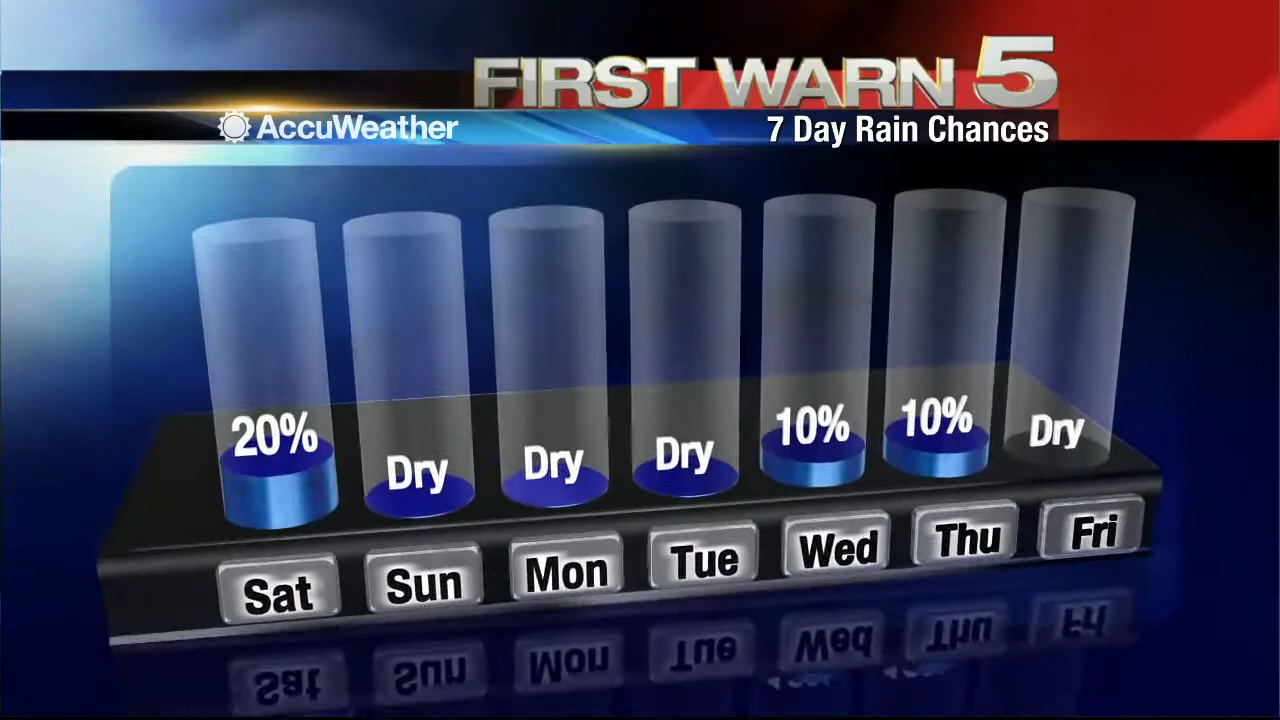 FIRST WARN 5
AccuWeather
7 Day Rain Chances
20%
Dry
Dry
Dry
10%
10%
Dry
Sat
Sun
Mon
Tue
Wed
Thu
Fri